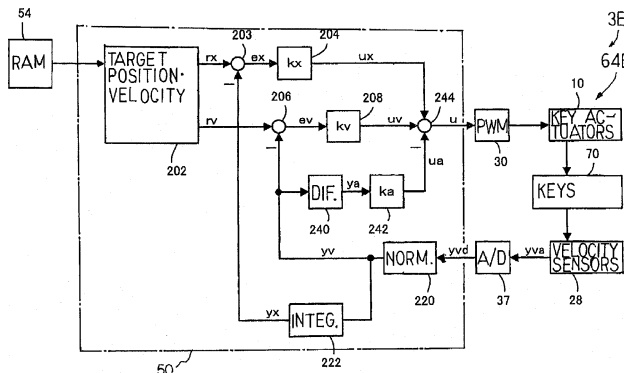 54
RAM
TARGET
POSITION·
VELOCITY
202
rx
203
ex
204
kx
ux
rv
206
ev
208
kv
uv
244
u
ua
PWM
30
3E
64E
10
KEY AC-
TUATORS
70
KEYS
VELOCITY
SENSORS
28
yva
A/D
37
yvd
NORM.
220
DIF.
240
ya
ka
242
yv
yx
INTEG.
222
50